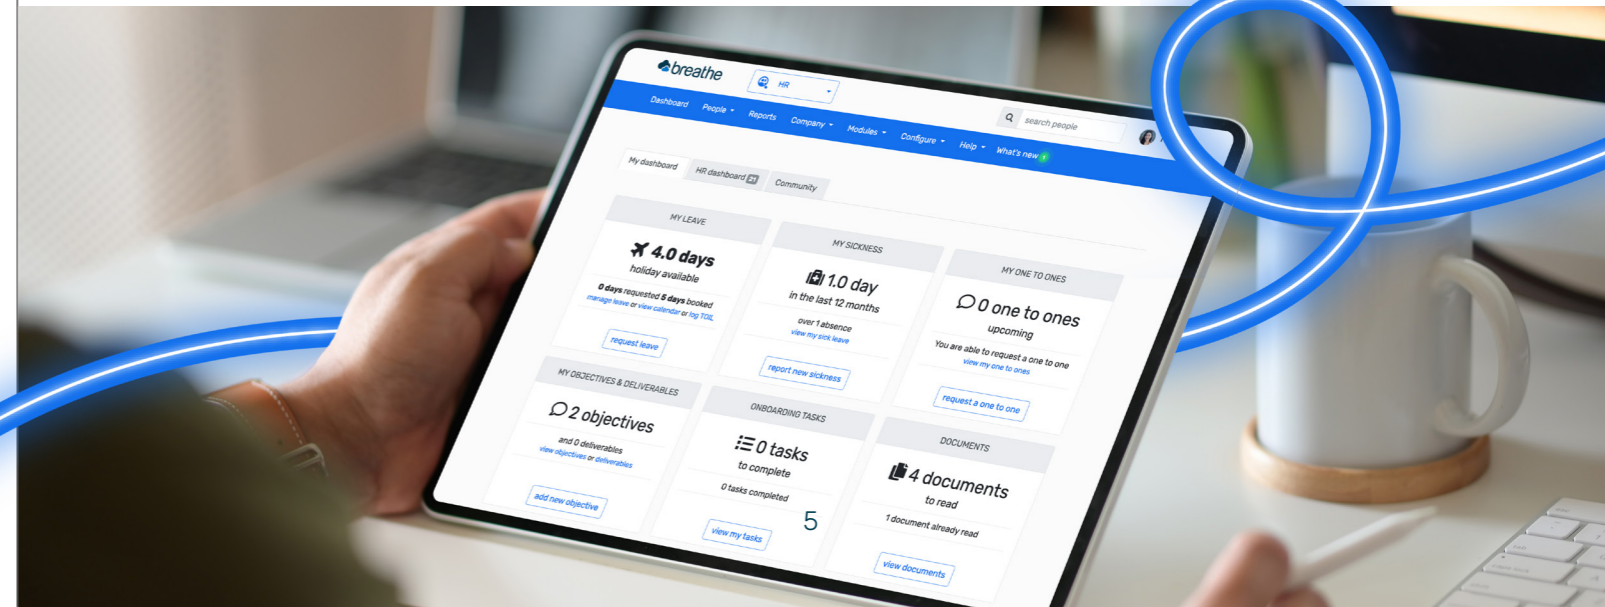 breathe
HR
search people
Dashboard People Reports Company Modules Configure Help What's new
My dashboard HR dashboard 21 Community
MY LEAVE
4.0 days
holiday available
0 days requested 5 days booked
manage leave or view calendar or log TOIL
request leave
MY SICKNESS
1.0 day
in the last 12 months
over 1 absence
view my sick leave
report new sickness
MY ONE TO ONES
0 one to ones
upcoming
You are able to request a one to one
view my one to ones
request a one to one
MY OBJECTIVES & DELIVERABLES
2 objectives
and 0 deliverables
view objectives or deliverables
add new objective
ONBOARDING TASKS
0 tasks
to complete
0 tasks completed
view my tasks
5
DOCUMENTS
4 documents
to read
1 document already read
view documents